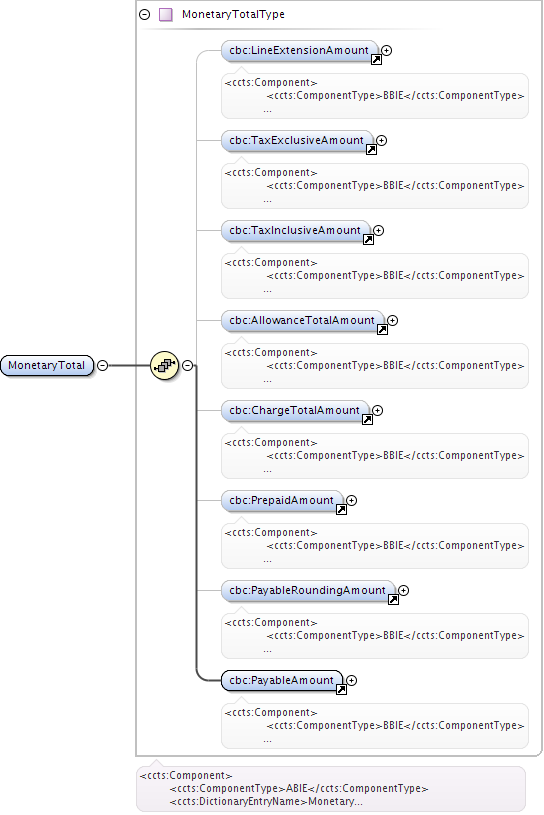 MonetaryTotalType
cbc:LineExtensionAmount
<ccts:Component>
<ccts:ComponentType>BBIE</ccts:ComponentType>
...
cbc:TaxExclusiveAmount
<ccts:Component>
<ccts:ComponentType>BBIE</ccts:ComponentType>
...
cbc:TaxInclusiveAmount
<ccts:Component>
<ccts:ComponentType>BBIE</ccts:ComponentType>
...
cbc:AllowanceTotalAmount
<ccts:Component>
<ccts:ComponentType>BBIE</ccts:ComponentType>
...
MonetaryTotal
cbc:ChargeTotalAmount
<ccts:Component>
<ccts:ComponentType>BBIE</ccts:ComponentType>
...
cbc:PrepaidAmount
<ccts:Component>
<ccts:ComponentType>BBIE</ccts:ComponentType>
...
cbc:PayableRoundingAmount
<ccts:Component>
<ccts:ComponentType>BBIE</ccts:ComponentType>
...
cbc:PayableAmount
<ccts:Component>
<ccts:ComponentType>BBIE</ccts:ComponentType>
...
<ccts:Component>
<ccts:ComponentType>ABIE</ccts:ComponentType>
<ccts:DictionaryEntryName>Monetary...